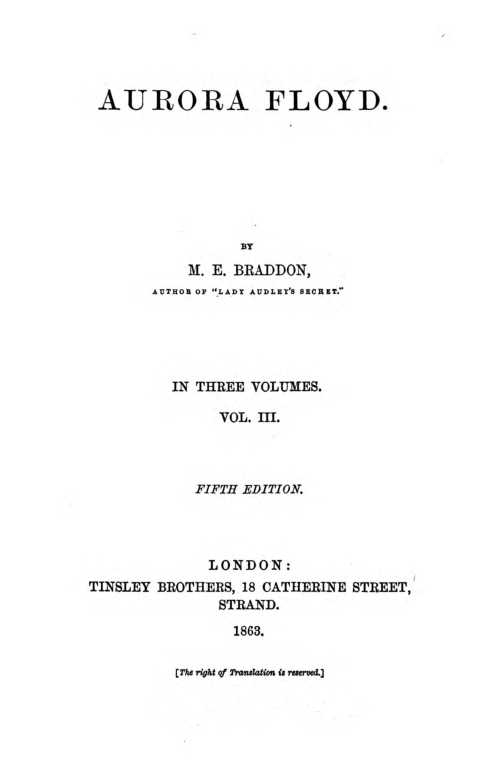 AURORA FLOYD.
BY
M. E. BRADDON,
AUTHOR OF "LADY AUDLEY'S SECRET."
IN THREE VOLUMES.
VOL. III.
FIFTH EDITION.
LONDON:
TINSLEY BROTHERS, 18 CATHERINE STREET,
STRAND.
1863.
[The right of Translation is reserved.]